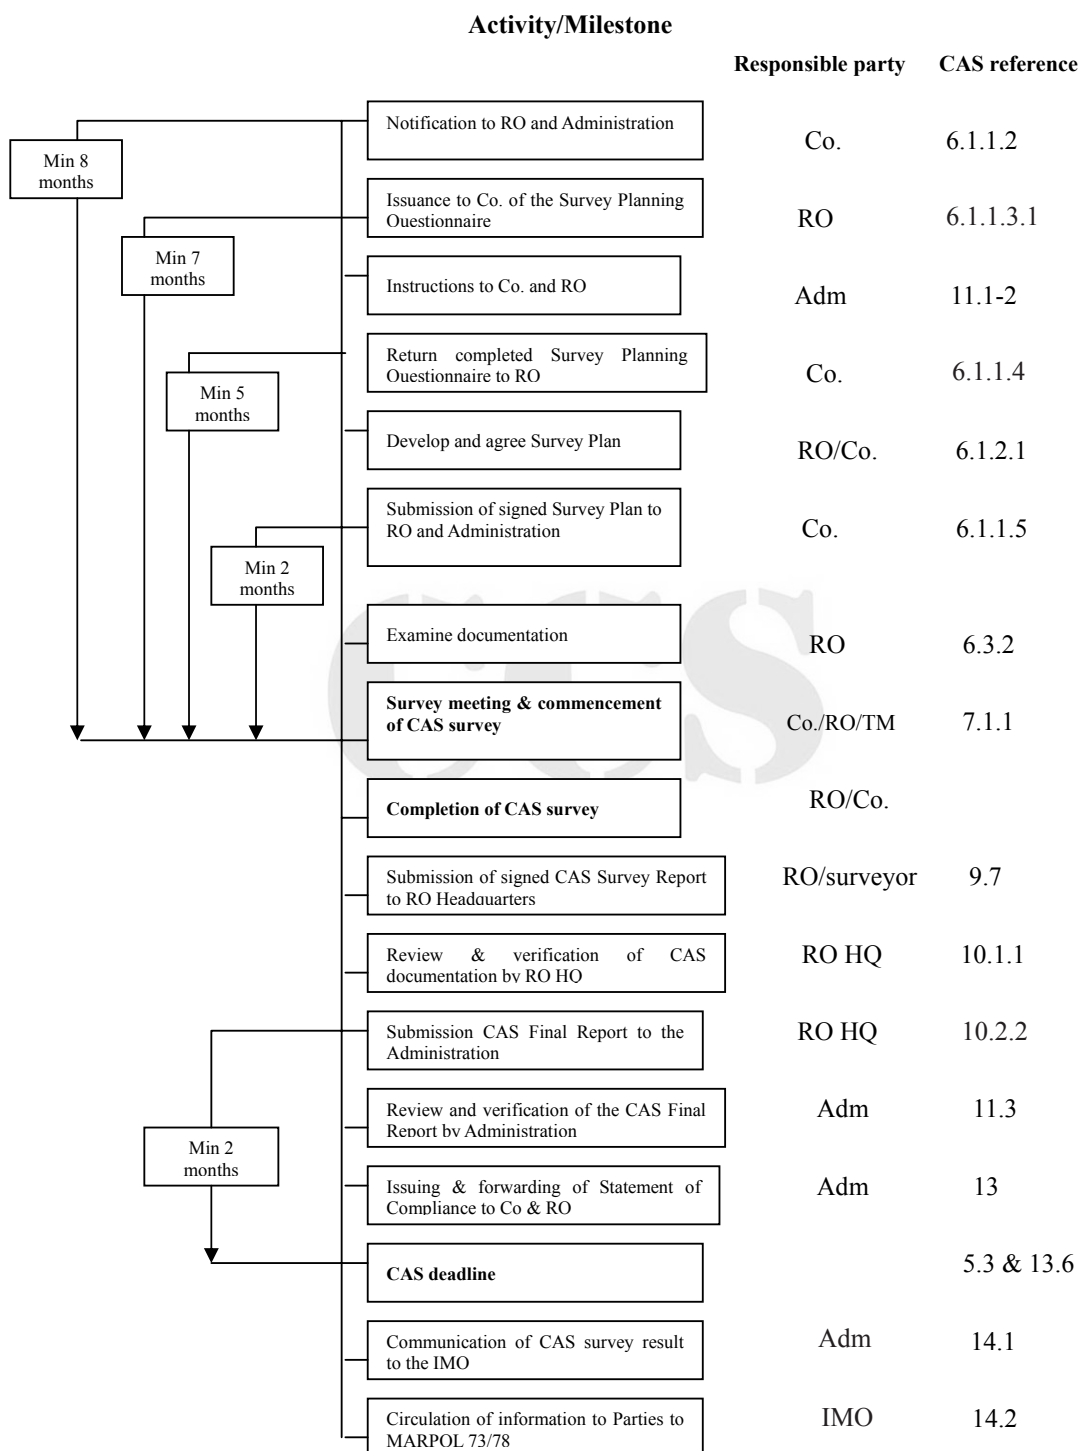 Activity/Milestone
Responsible party CAS reference
Notification to RO and Administration Co. 6.1.1.2
Min 8
months
Issuance to Co. of the Survey Planning
Questionnaire RO 6.1.1.3.1
Min 7
months
Instructions to Co. and RO Adm 11.1-2
Return completed Survey Planning
Questionnaire to RO Co. 6.1.1.4
Min 5
months
Develop and agree Survey Plan RO/Co. 6.1.2.1
Submission of signed Survey Plan to
RO and Administration Co. 6.1.1.5
Min 2
months
CCS
Examine documentation RO 6.3.2
Survey meeting & commencement
of CAS survey Co./RO/TM 7.1.1
Completion of CAS survey RO/Co.
Submission of signed CAS Survey Report
to RO Headquarters RO/surveyor 9.7
Review & verification of CAS
documentation by RO HQ RO HQ 10.1.1
Submission CAS Final Report to the
Administration RO HQ 10.2.2
Review and verification of the CAS Final
Report by Administration Adm 11.3
Min 2
months
Issuing & forwarding of Statement of
Compliance to Co & RO Adm 13
CAS deadline 5.3 & 13.6
Communication of CAS survey result
to the IMO Adm 14.1
Circulation of information to Parties to
MARPOL 73/78 IMO 14.2